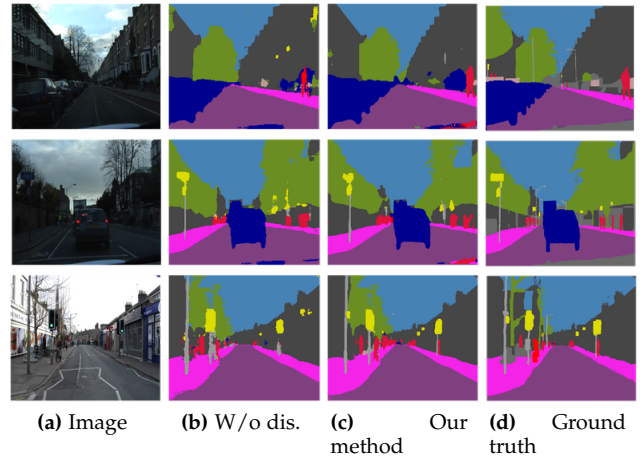 (a) Image
(b) W/o dis.
(c) Our
method
(d) Ground
truth